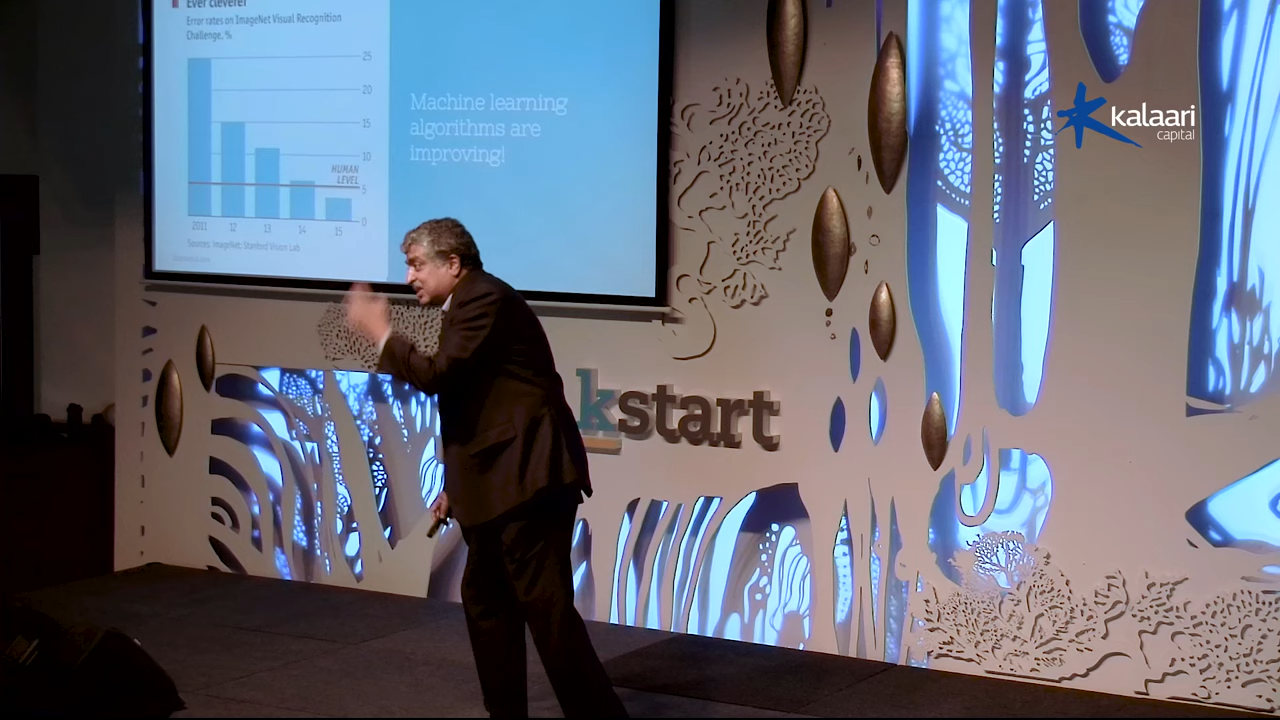 Ever cleverer
Error rates on ImageNet Visual Recognition
Challenge, %
25
20
15
10
HUMAN
LEVEL
5
0
2011 12 13 14 15
Sources: ImageNet; Stanford Vision Lab
Machine learning
algorithms are
improving!
kalaari
capital
kstart